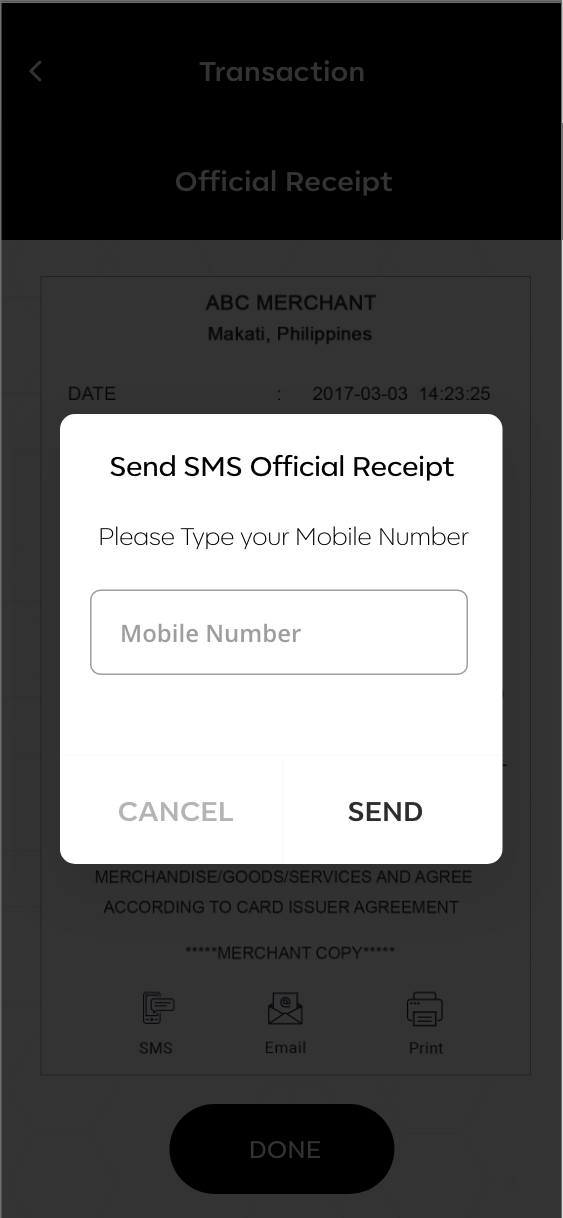 Transaction
Official Receipt
ABC MERCHANT
Makati, Philippines
DATE : 2017-03-03 14:23:25
Send SMS Official Receipt
Please Type your Mobile Number
Mobile Number
CANCEL SEND
MERCHANDISE/GOODS/SERVICES AND AGREE
ACCORDING TO CARD ISSUER AGREEMENT
*****MERCHANT COPY*****
SMS Email Print
DONE